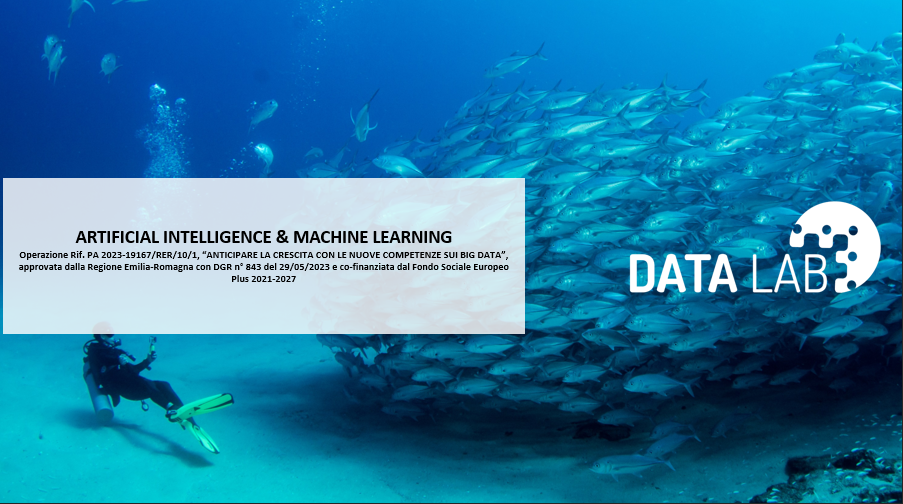 ARTIFICIAL INTELLIGENCE & MACHINE LEARNING
Operazione Rif. PA 2023-19167/RER/10/1, “ANTICIPARE LA CRESCITA CON LE NUOVE COMPETENZE SUI BIG DATA”,
approvata dalla Regione Emilia-Romagna con DGR n° 843 del 29/05/2023 e co-finanziata dal Fondo Sociale Europeo
Plus 2021-2027
DATA LAB